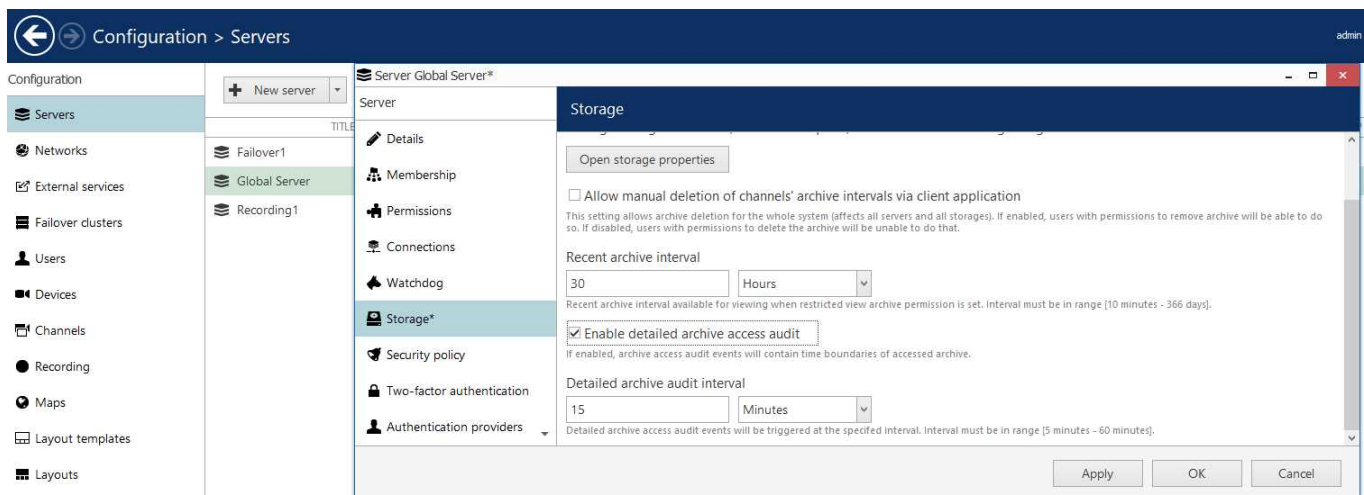 Configuration > Servers
admin
Configuration
Servers
Networks
External services
Failover clusters
Users
Devices
Channels
Recording
Maps
Layout templates
Layouts
New server
TITLE
Failover1
Global Server
Recording1
Server Global Server*
Server
Details
Membership
Permissions
Connections
Watchdog
Storage*
Security policy
Two-factor authentication
Authentication providers
Storage
Open storage properties
Allow manual deletion of channels' archive intervals via client application
This setting allows archive deletion for the whole system (affects all servers and all storages). If enabled, users with permissions to remove archive will be able to do
so. If disabled, users with permissions to delete the archive will be unable to do that.
Recent archive interval
30 Hours
Recent archive interval available for viewing when restricted view archive permission is set. Interval must be in range [10 minutes - 366 days].
Enable detailed archive access audit
If enabled, archive access audit events will contain time boundaries of accessed archive.
Detailed archive audit interval
15 Minutes
Detailed archive access audit events will be triggered at the specifed interval. Interval must be in range [5 minutes - 60 minutes].
Apply OK Cancel